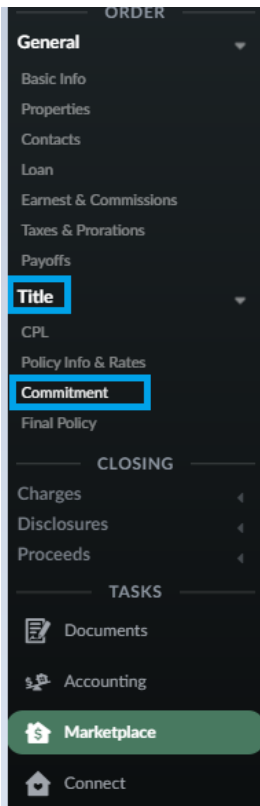 ORDER
General
Basic Info
Properties
Contacts
Loan
Earnest & Commissions
Taxes & Prorations
Payoffs
Title
CPL
Policy Info & Rates
Commitment
Final Policy
CLOSING
Charges
Disclosures
Proceeds
TASKS
Documents
Accounting
Marketplace
Connect